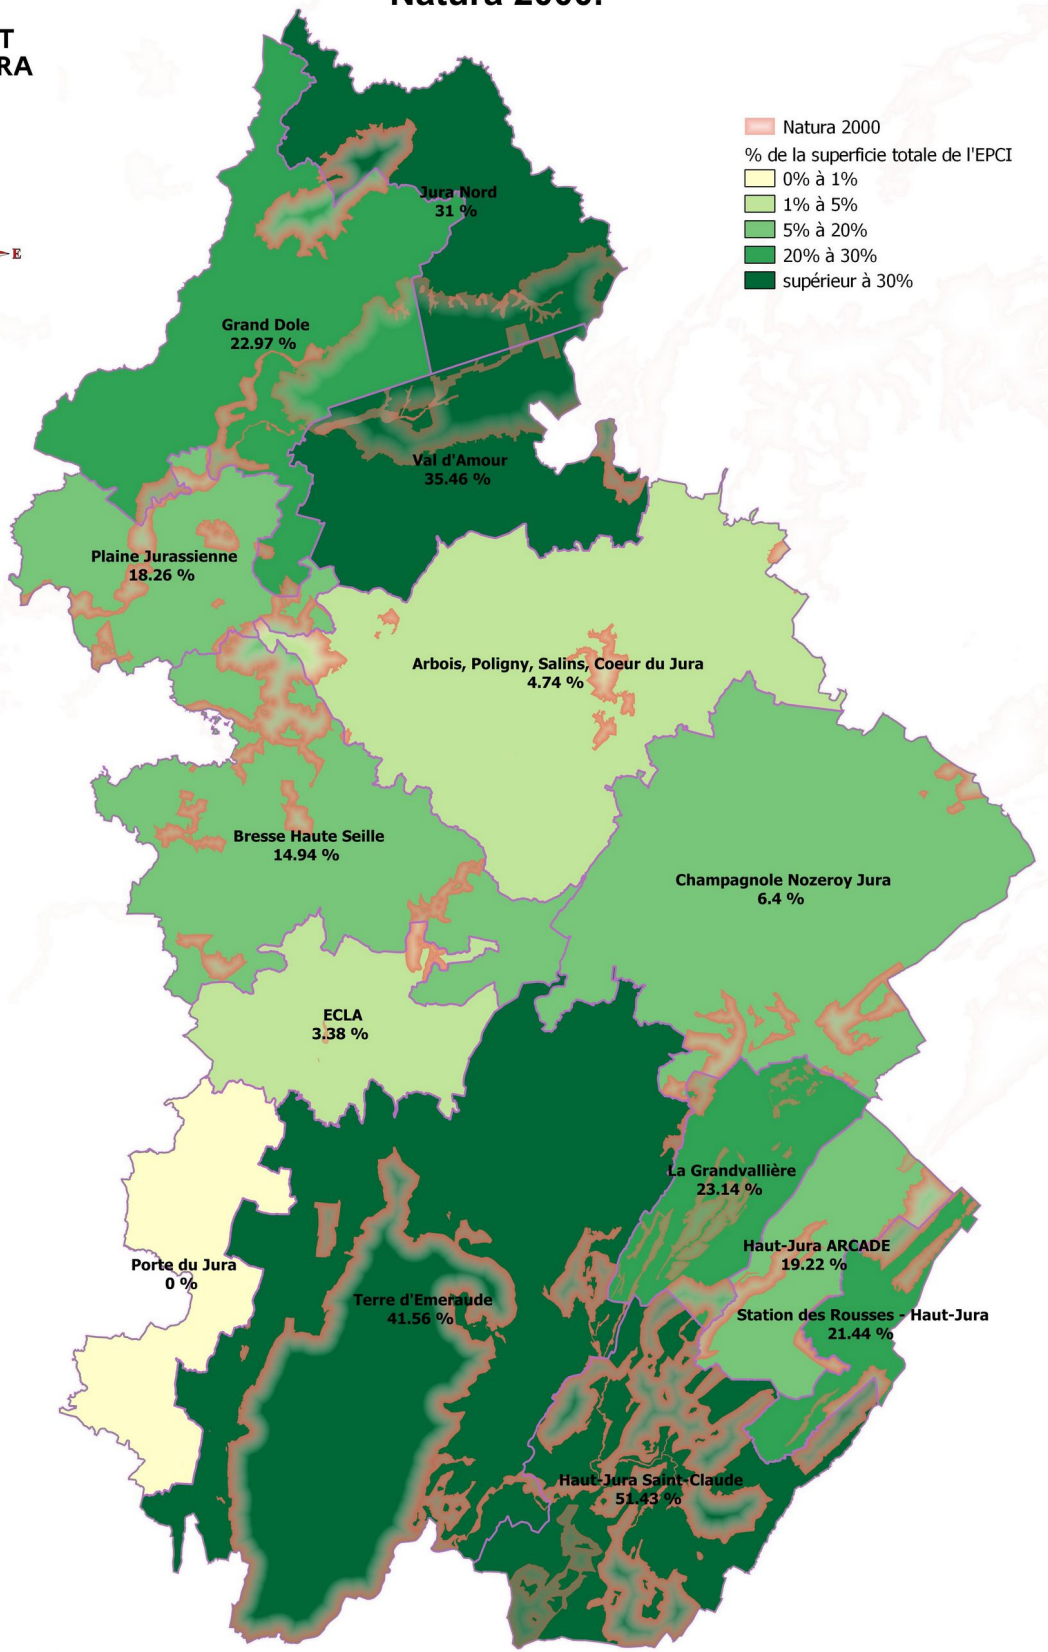 Natura 2000.
T
RA
E
Natura 2000
% de la superficie totale de l'EPCI
0% à 1%
1% à 5%
5% à 20%
20% à 30%
supérieur à 30%
Jura Nord
31 %
Grand Dole
22.97 %
Val d'Amour
35.46 %
Plaine Jurassienne
18.26 %
Arbois, Poligny, Salins, Coeur du Jura
4.74 %
Bresse Haute Seille
14.94 %
Champagnole Nozeroy Jura
6.4 %
ECLA
3.38 %
La Grandvallière
23.14 %
Haut-Jura ARCADE
19.22 %
Porte du Jura
0 %
Terre d'Emeraude
41.56 %
Station des Rousses - Haut-Jura
21.44 %
Haut-Jura Saint-Claude
51.43 %